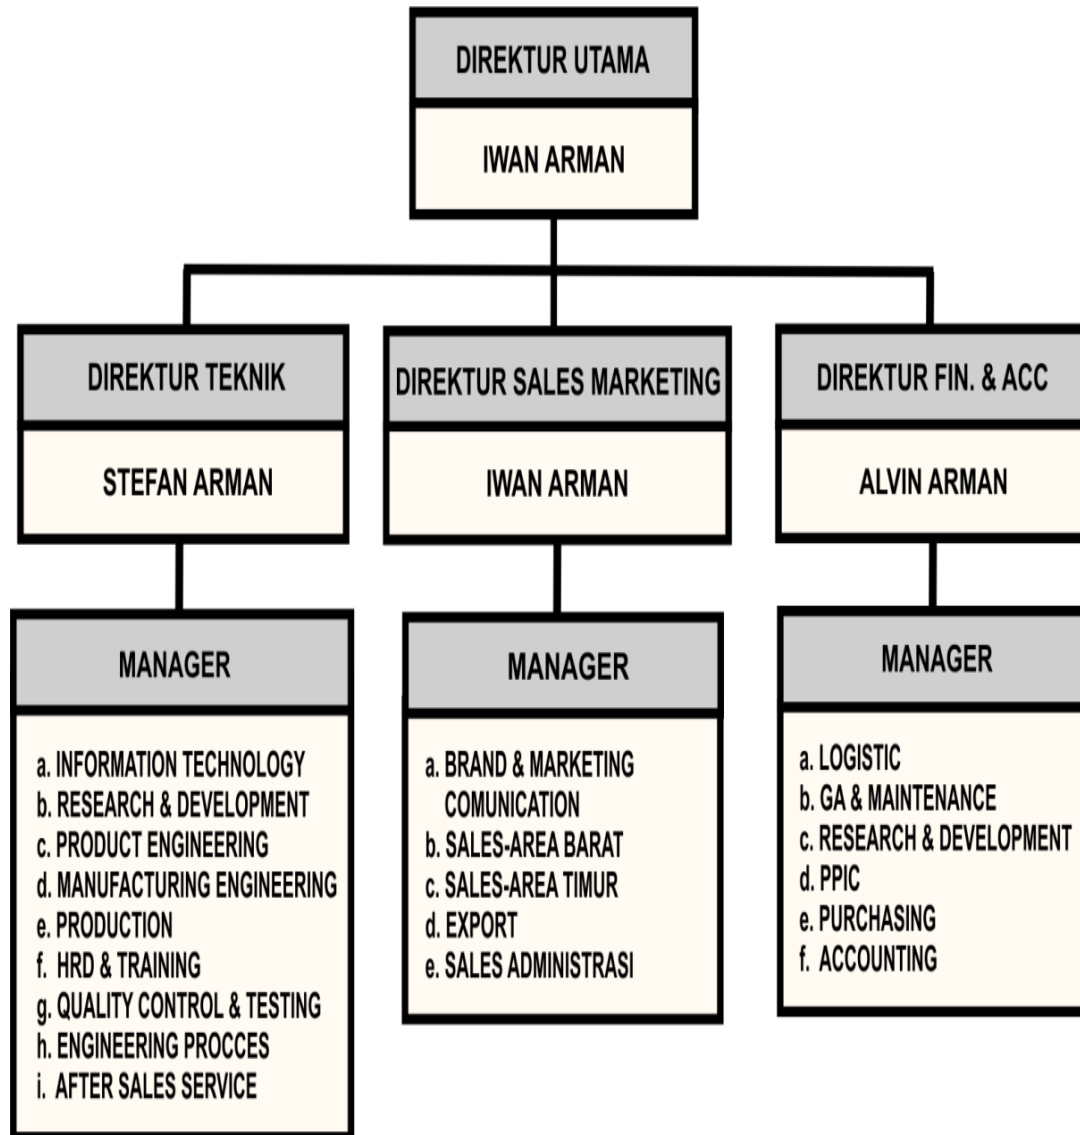 DIREKTUR UTAMA
IWAN ARMAN
DIREKTUR TEKNIK
STEFAN ARMAN
DIREKTUR SALES MARKETING
IWAN ARMAN
DIREKTUR FIN. & ACC
ALVIN ARMAN
MANAGER
a. INFORMATION TECHNOLOGY
b. RESEARCH & DEVELOPMENT
c. PRODUCT ENGINEERING
d. MANUFACTURING ENGINEERING
e. PRODUCTION
f. HRD & TRAINING
g. QUALITY CONTROL & TESTING
h. ENGINEERING PROCCES
i. AFTER SALES SERVICE
MANAGER
a. BRAND & MARKETING
COMUNICATION
b. SALES-AREA BARAT
c. SALES-AREA TIMUR
d. EXPORT
e. SALES ADMINISTRASI
MANAGER
a. LOGISTIC
b. GA & MAINTENANCE
c. RESEARCH & DEVELOPMENT
d. PPIC
e. PURCHASING
f. ACCOUNTING